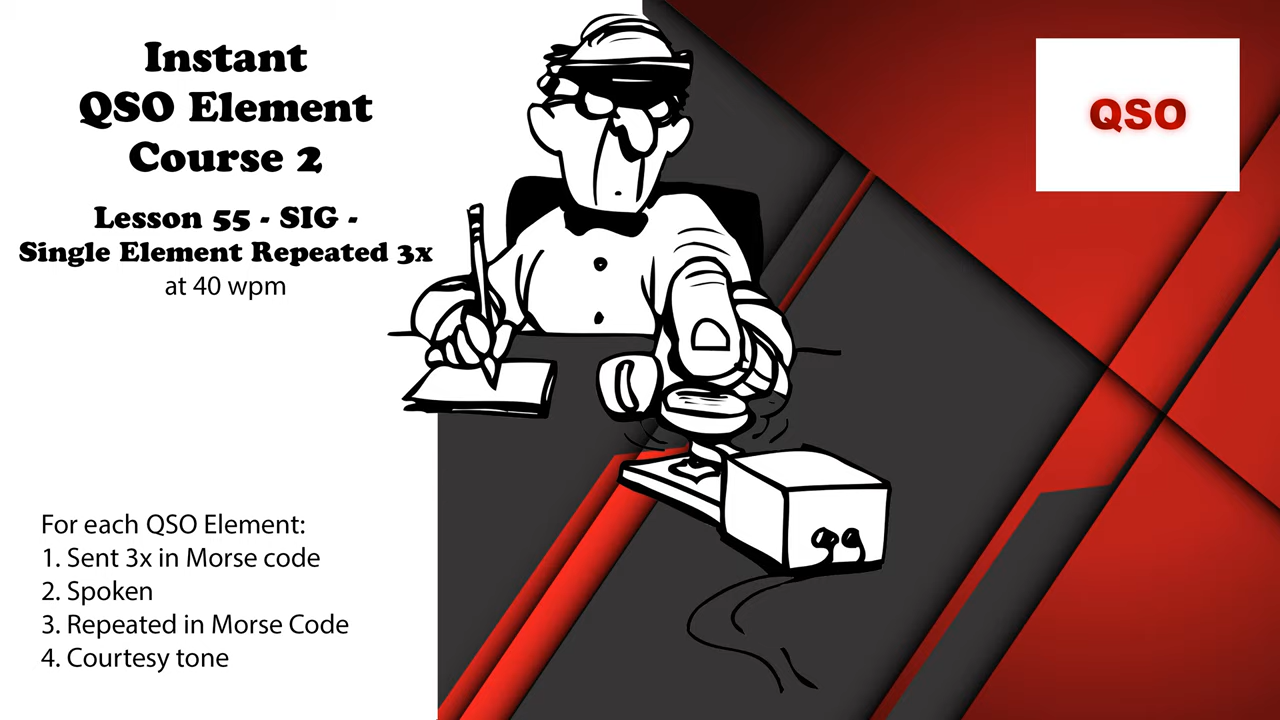 Instant
QSO Element
Course 2
Lesson 55 - SIG -
Single Element Repeated 3x
at 40 wpm
QSO
For each QSO Element:
1. Sent 3x in Morse code
2. Spoken
3. Repeated in Morse Code
4. Courtesy tone